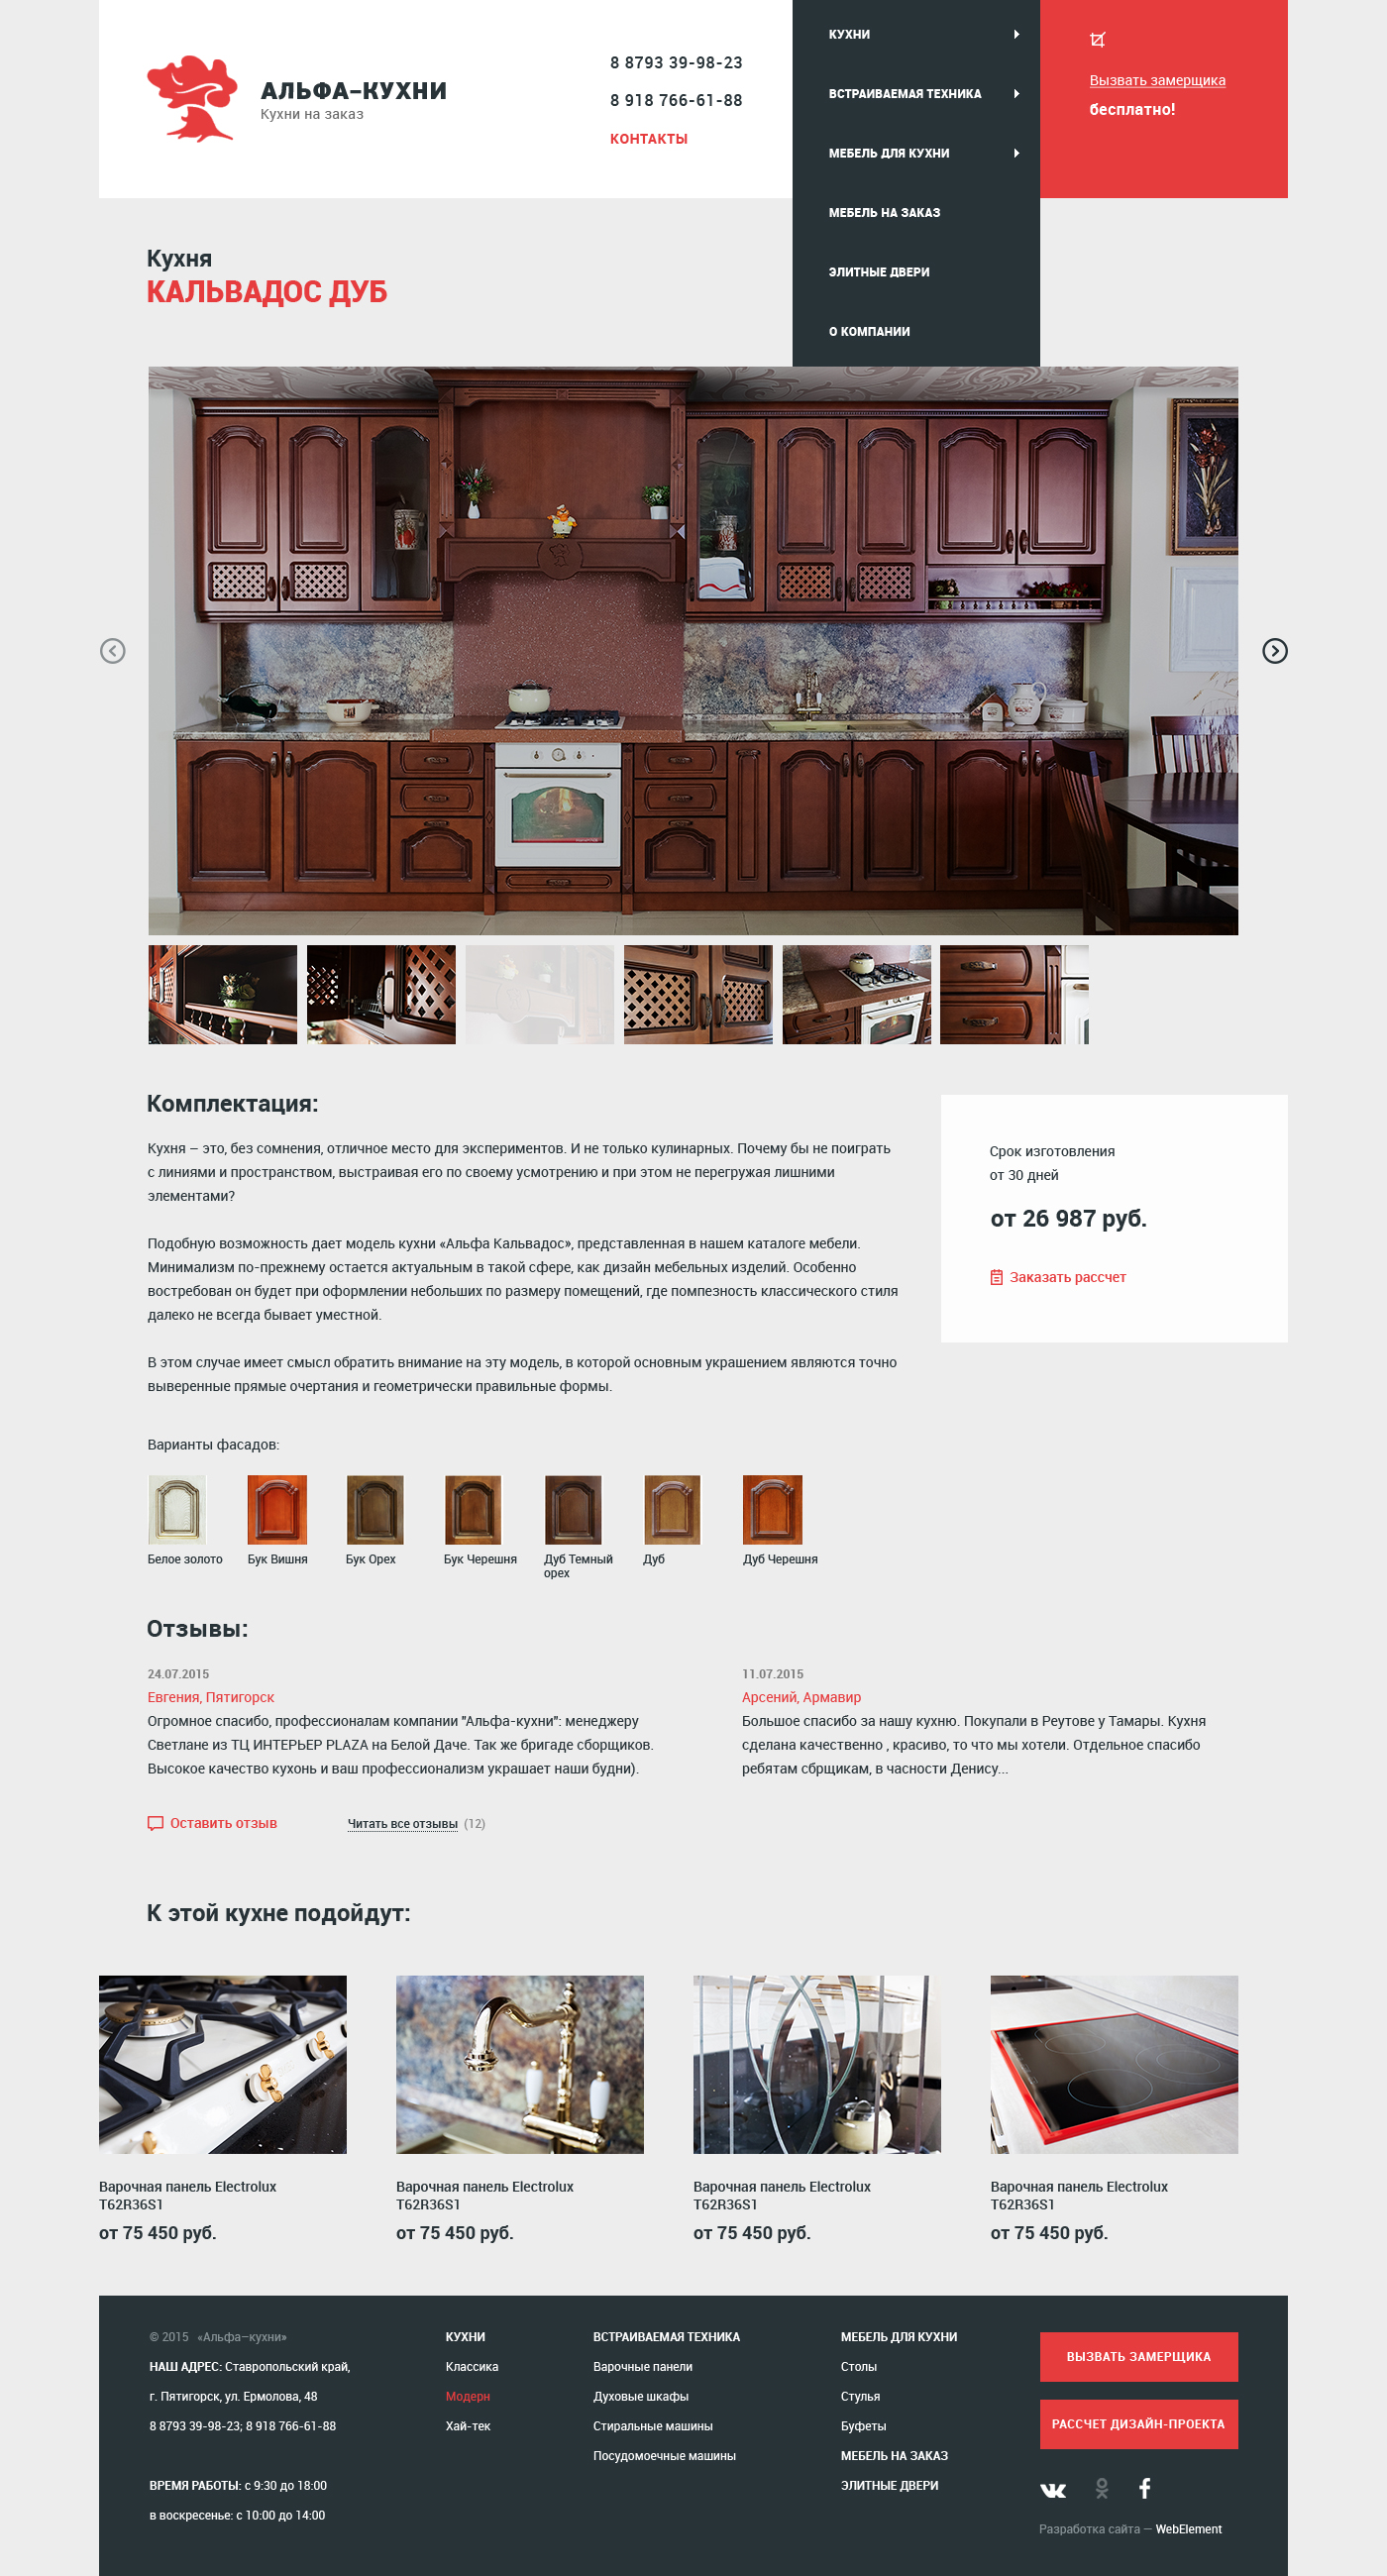 АЛЬФА-КУХНИ
Кухни на заказ
8 8793 39-98-23
8 918 766-61-88
КОНТАКТЫ
КУХНИ
ВСТРАИВАЕМАЯ ТЕХНИКА
МЕБЕЛЬ ДЛЯ КУХНИ
МЕБЕЛЬ НА ЗАКАЗ
ЭЛИТНЫЕ ДВЕРИ
О КОМПАНИИ
Вызвать замерщика
бесплатно!
Кухня
КАЛЬВАДОС ДУБ
Комплектация:
Кухня – это, без сомнения, отличное место для экспериментов. И не только кулинарных. Почему бы не поиграть
с линиями и пространством, выстраивая его по своему усмотрению и при этом не перегружая лишними
элементами?
Подобную возможность дает модель кухни «Альфа Кальвадос», представленная в нашем каталоге мебели.
Минимализм по-прежнему остается актуальным в такой сфере, как дизайн мебельных изделий. Особенно
востребован он будет при оформлении небольших по размеру помещений, где помпезность классического стиля
далеко не всегда бывает уместной.
В этом случае имеет смысл обратить внимание на эту модель, в которой основным украшением являются точно
выверенные прямые очертания и геометрически правильные формы.
Срок изготовления
от 30 дней
от 26 987 руб.
Заказать рассчет
Варианты фасадов:
Белое золото
Бук Вишня
Бук Орех
Бук Черешня
Дуб Темный
орех
Дуб
Дуб Черешня
Отзывы:
24.07.2015
Евгения, Пятигорск
Огромное спасибо, профессионалам компании "Альфа-кухни": менеджеру
Светлане из ТЦ ИНТЕРЬЕР PLAZA на Белой Даче. Так же бригаде сборщиков.
Высокое качество кухонь и ваш профессионализм украшает наши будни).
11.07.2015
Арсений, Армавир
Большое спасибо за нашу кухню. Покупали в Реутове у Тамары. Кухня
сделана качественно , красиво, то что мы хотели. Отдельное спасибо
ребятам сбрщикам, в часности Денису...
Оставить отзыв
Читать все отзывы (12)
К этой кухне подойдут:
Варочная панель Electrolux
T62R36S1
от 75 450 руб.
Варочная панель Electrolux
T62R36S1
от 75 450 руб.
Варочная панель Electrolux
T62R36S1
от 75 450 руб.
Варочная панель Electrolux
T62R36S1
от 75 450 руб.
© 2015 «Альфа–кухни»
НАШ АДРЕС: Ставропольский край,
г. Пятигорск, ул. Ермолова, 48
8 8793 39-98-23; 8 918 766-61-88
ВРЕМЯ РАБОТЫ: с 9:30 до 18:00
в воскресенье: с 10:00 до 14:00
КУХНИ
Классика
Модерн
Хай-тек
ВСТРАИВАЕМАЯ ТЕХНИКА
Варочные панели
Духовые шкафы
Стиральные машины
Посудомоечные машины
МЕБЕЛЬ ДЛЯ КУХНИ
Столы
Стулья
Буфеты
МЕБЕЛЬ НА ЗАКАЗ
ЭЛИТНЫЕ ДВЕРИ
ВЫЗВАТЬ ЗАМЕРЩИКА
РАССЧЕТ ДИЗАЙН-ПРОЕКТА
Разработка сайта — WebElement